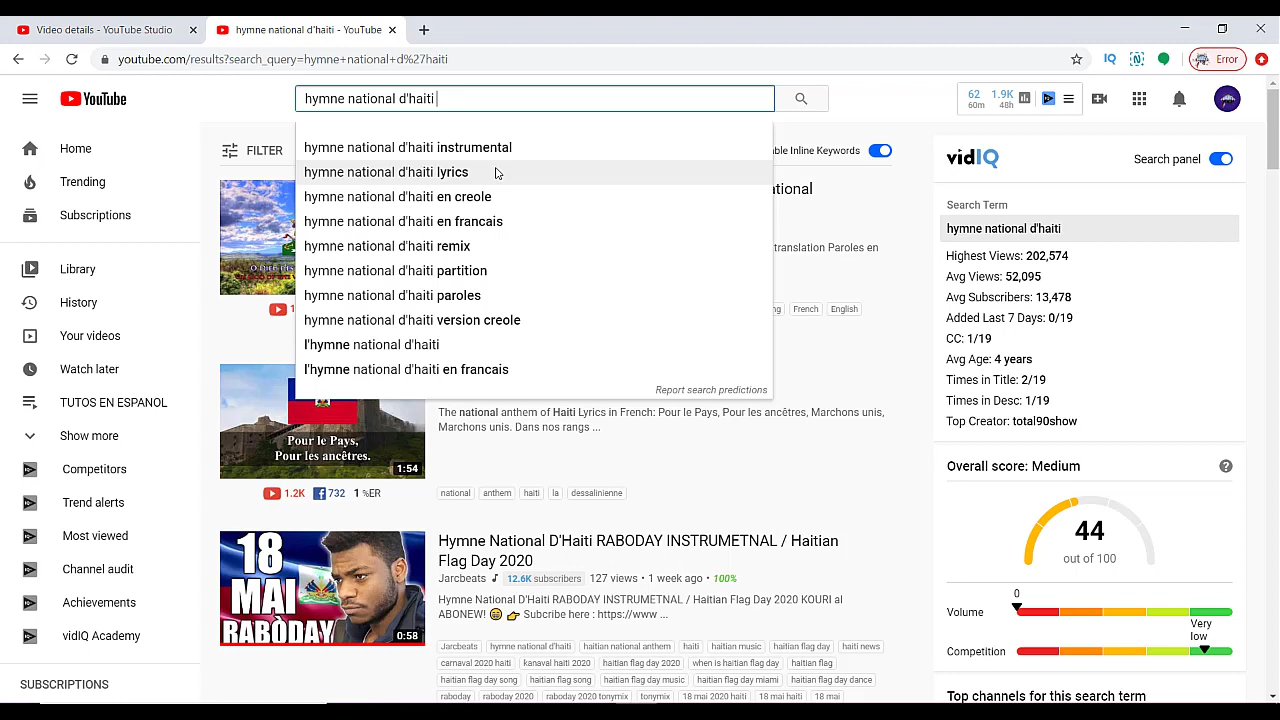 Video details - YouTube Studio
hymne national d'haiti - YouTube
youtube.com/results?search_query=hymne+national+d%27haiti
IQ
Error
YouTube
hymne national d'haiti
62
60m
1.9K
48h
Home
Trending
Subscriptions
Library
History
Your videos
Watch later
TUTOS EN ESPANOL
Show more
Competitors
Trend alerts
Most viewed
Channel audit
Achievements
vidIQ Academy
SUBSCRIPTIONS
FILTER
hymne national d'haiti instrumental
hymne national d'haiti lyrics
hymne national d'haiti en creole
hymne national d'haiti en francais
hymne national d'haiti remix
hymne national d'haiti partition
hymne national d'haiti paroles
hymne national d'haiti version creole
l'hymne national d'haiti
l'hymne national d'haiti en francais
Report search predictions
Inline Keywords
translation Paroles en
French
English
The national anthem of Haiti Lyrics in French: Pour le Pays, Pour les ancêtres, Marchons unis,
Marchons unis. Dans nos rangs ...
Pour le Pays,
Pour les ancêtres.
1:54
1.2K
732
1 %ER
national
anthem
haiti
la
dessalinienne
18
MAI
RABÒDAY
0:58
Hymne National D'Haiti RABODAY INSTRUMETNAL / Haitian
Flag Day 2020
Jarcbeats ♪ 12.6K subscribers 127 views • 1 week ago • 100%
Hymne National D'Haiti RABODAY INSTRUMETNAL / Haitian Flag Day 2020 KOURI al
ABONEW! 😁 👉 Subcribe here : https://www ...
Jarcbeats
hymne national d'haiti
haitian national anthem
haiti
haitian music
haitian flag day
haiti news
carnaval 2020 haiti
kanaval haiti 2020
haitian flag day 2020
when is haitian flag day
haitian flag
haitian flag day song
haitian flag song
haitian flag day music
haitian flag day miami
haitian flag day dance
raboday
raboday 2020
raboday 2020 tonymix
tonymix
18 mai 2020 haiti
18 mai haiti
18 mai
vidIQ
Search panel
Search Term
hymne national d'haiti
Highest Views: 202,574
Avg Views: 52,095
Avg Subscribers: 13,478
Added Last 7 Days: 0/19
CC: 1/19
Avg Age: 4 years
Times in Title: 2/19
Times in Desc: 1/19
Top Creator: total90show
Overall score: Medium
?
44
out of 100
0
Volume
Very
low
Competition
Top channels for this search term